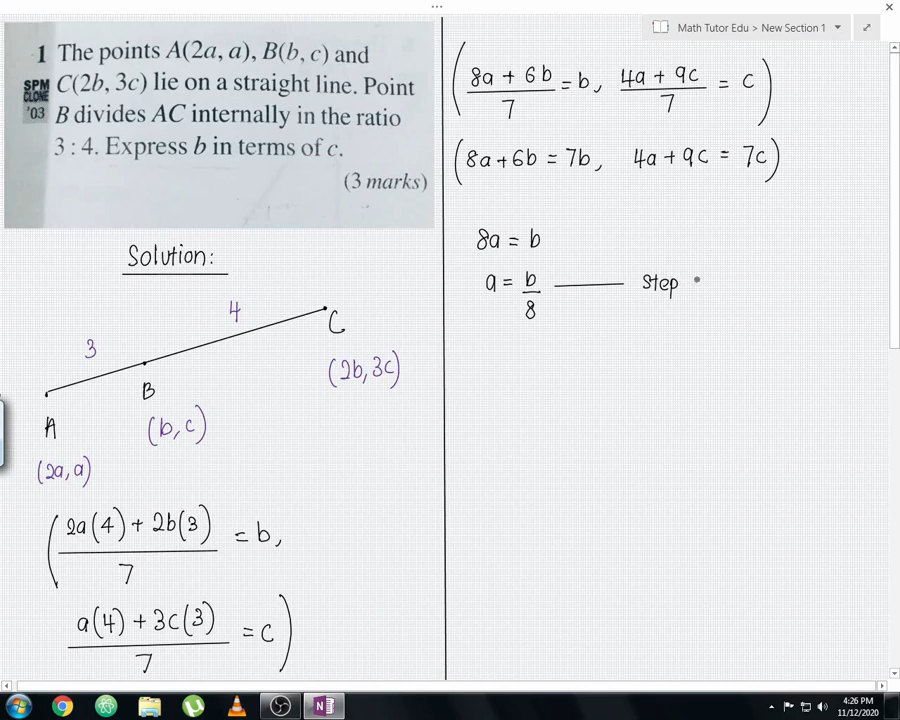 Math Tutor Edu > New Section 1
1 The points A(2a, a), B(b, c) and
SPM CLONE '03
C(2b, 3c) lie on a straight line. Point
B divides AC internally in the ratio
3 : 4. Express b in terms of c.
(3 marks)
Solution:
3
4
A
B
C
(2a, a)
(b, c)
(2b, 3c)
(2a(4) + 2b(3)/7 = b,
a(4) + 3c(3)/7 = c)
(8a + 6b/7 = b, 4a + 9c/7 = c)
(8a + 6b = 7b, 4a + 9c = 7c)
8a = b
a = b/8 —— Step
4:26 PM
11/12/2020